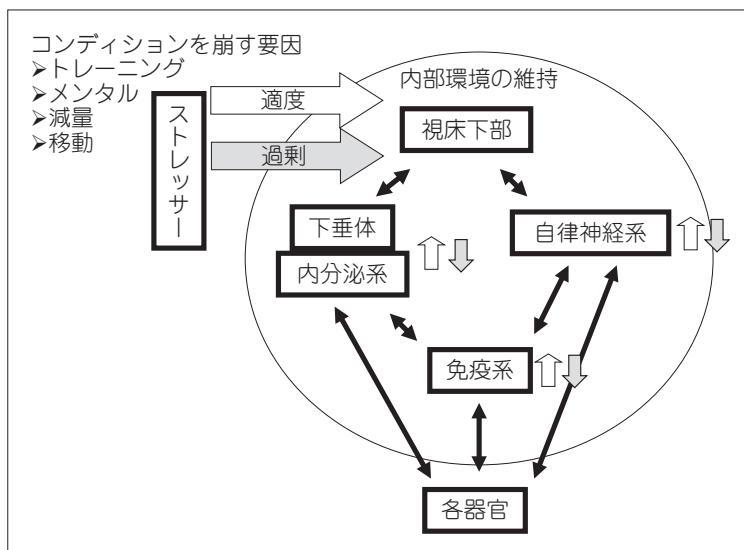 コンディションを崩す要因
➢トレーニング
➢メンタル
➢減量
➢移動
ストレッサー
適度
過剰
内部環境の維持
視床下部
下垂体
内分泌系
自律神経系
免疫系
各器官